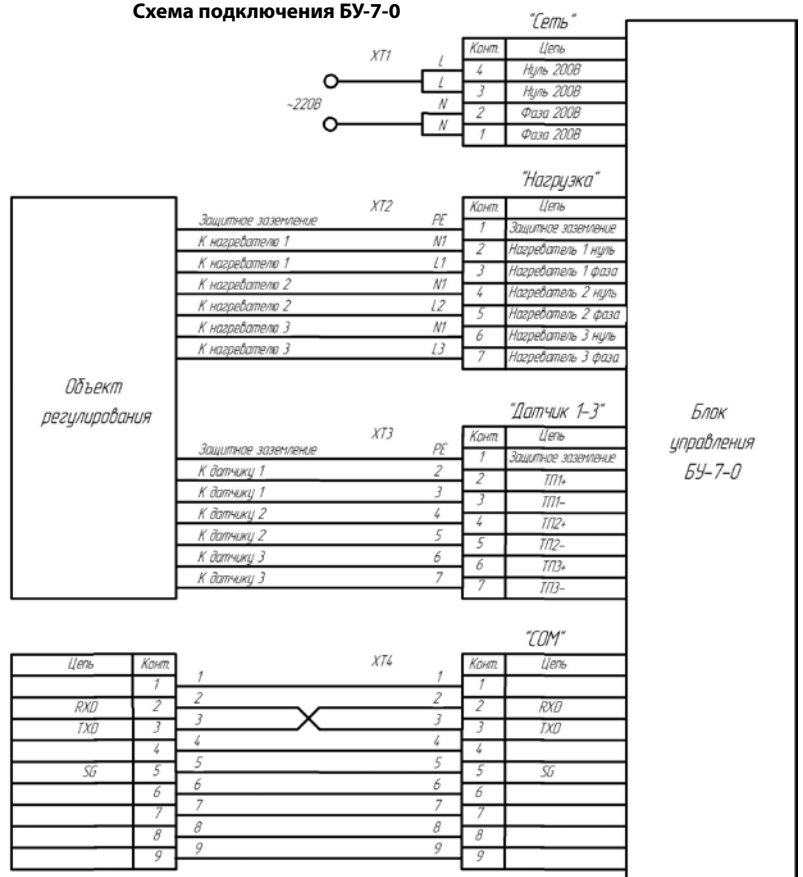 Схема подключения БУ-7-0
"Сеть"
XT1
Конт. Цепь
L 4 Нуль 200В
L 3 Нуль 200В
~220В
N 2 Фаза 200В
N 1 Фаза 200В
"Нагрузка"
XT2
Конт. Цепь
Защитное заземление PE 1 Защитное заземление
К нагревателю 1 N1 2 Нагреватель 1 нуль
К нагревателю 1 L1 3 Нагреватель 1 фаза
К нагревателю 2 N1 4 Нагреватель 2 нуль
К нагревателю 2 L2 5 Нагреватель 2 фаза
К нагревателю 3 N1 6 Нагреватель 3 нуль
К нагревателю 3 L3 7 Нагреватель 3 фаза
Объект
регулирования
Блок
управления
БУ-7-0
"Датчик 1-3"
XT3
Конт. Цепь
Защитное заземление PE 1 Защитное заземление
К датчику 1 2 2 ТП1+
К датчику 1 3 3 ТП1-
К датчику 2 4 4 ТП2+
К датчику 2 5 5 ТП2-
К датчику 3 6 6 ТП3+
К датчику 3 7 7 ТП3-
"COM"
Цепь Конт. XT4 Конт. Цепь
1 1 1 1
RXD 2 2 2 2 RXD
TXD 3 3 3 3 TXD
4 4 4 4
SG 5 5 5 5 SG
6 6 6 6
7 7 7 7
8 8 8 8
9 9 9 9